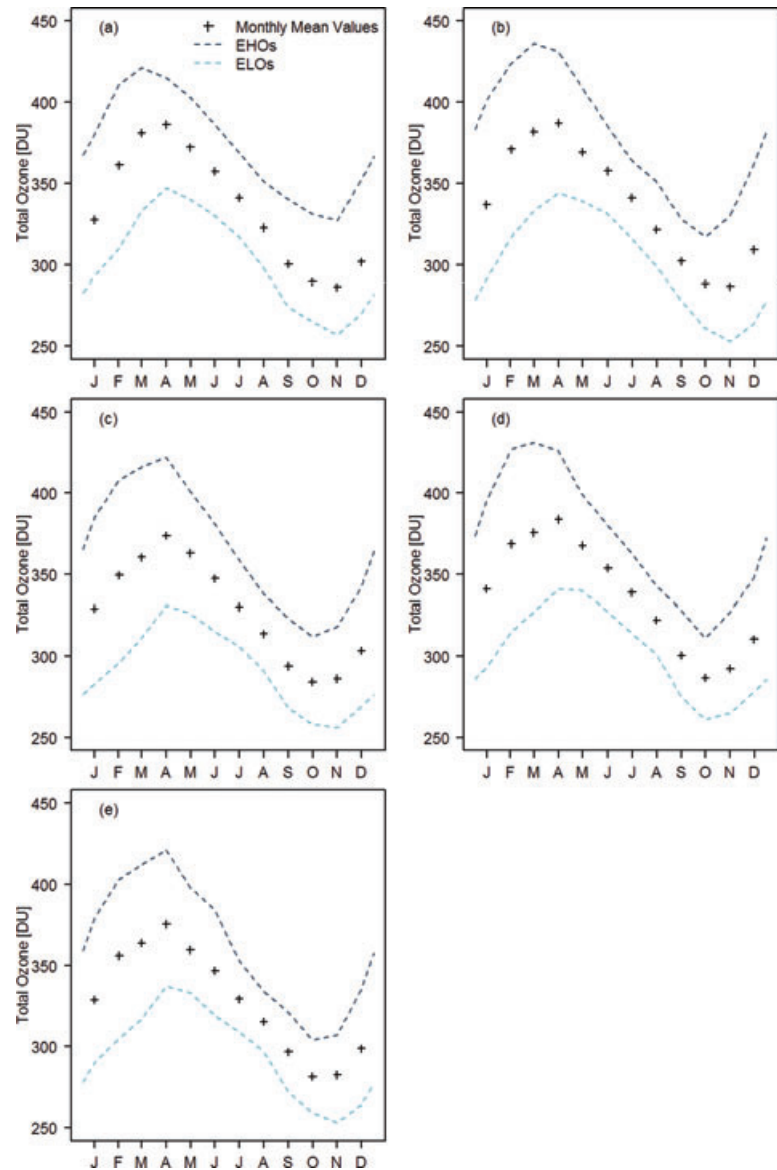 (a)
Monthly Mean Values
EHOs
ELOs
Total Ozone [DU]
450
400
350
300
250
J F M A M J J A S O N D
(b)
Total Ozone [DU]
450
400
350
300
250
J F M A M J J A S O N D
(c)
Total Ozone [DU]
450
400
350
300
250
J F M A M J J A S O N D
(d)
Total Ozone [DU]
450
400
350
300
250
J F M A M J J A S O N D
(e)
Total Ozone [DU]
450
400
350
300
250
J F M A M J J A S O N D